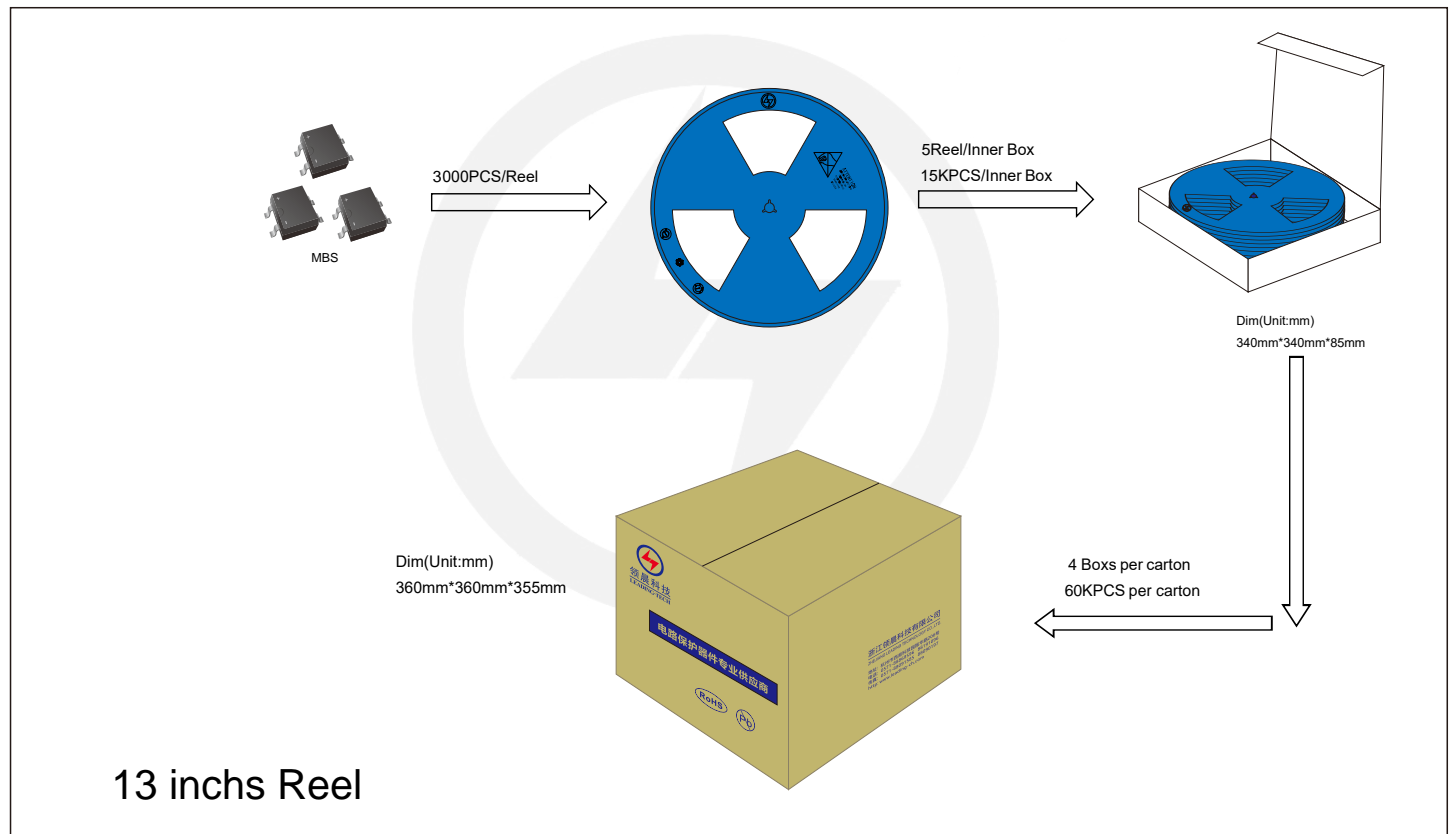 MBS
3000PCS/Reel
5Reel/Inner Box
15KPCS/Inner Box
Dim(Unit:mm)
340mm*340mm*85mm
4 Boxs per carton
60KPCS per carton
Dim(Unit:mm)
360mm*360mm*355mm
领晨科技
LEADING-TECH
电路保护器件专业供应商
RoHS
Pb
浙江领晨科技有限公司
13 inchs Reel